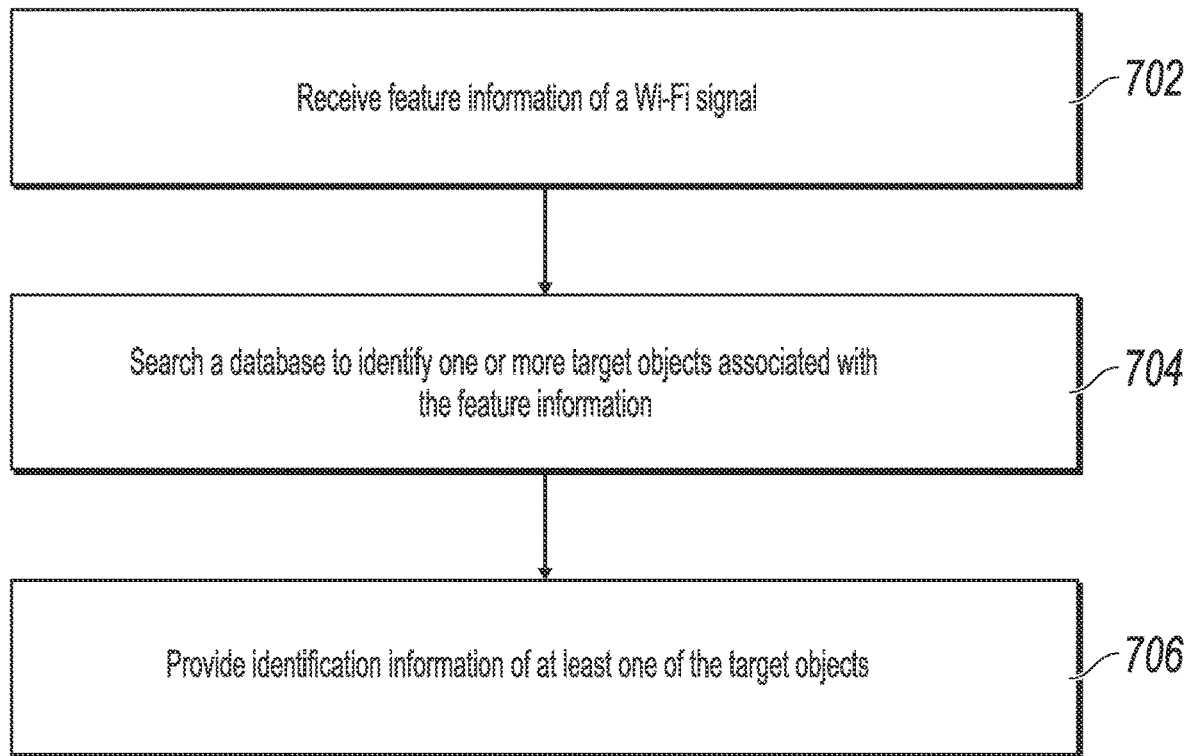 Receive feature information of a Wi-Fi signal
702
Search a database to identify one or more target objects associated with
the feature information
704
Provide identification information of at least one of the target objects
706